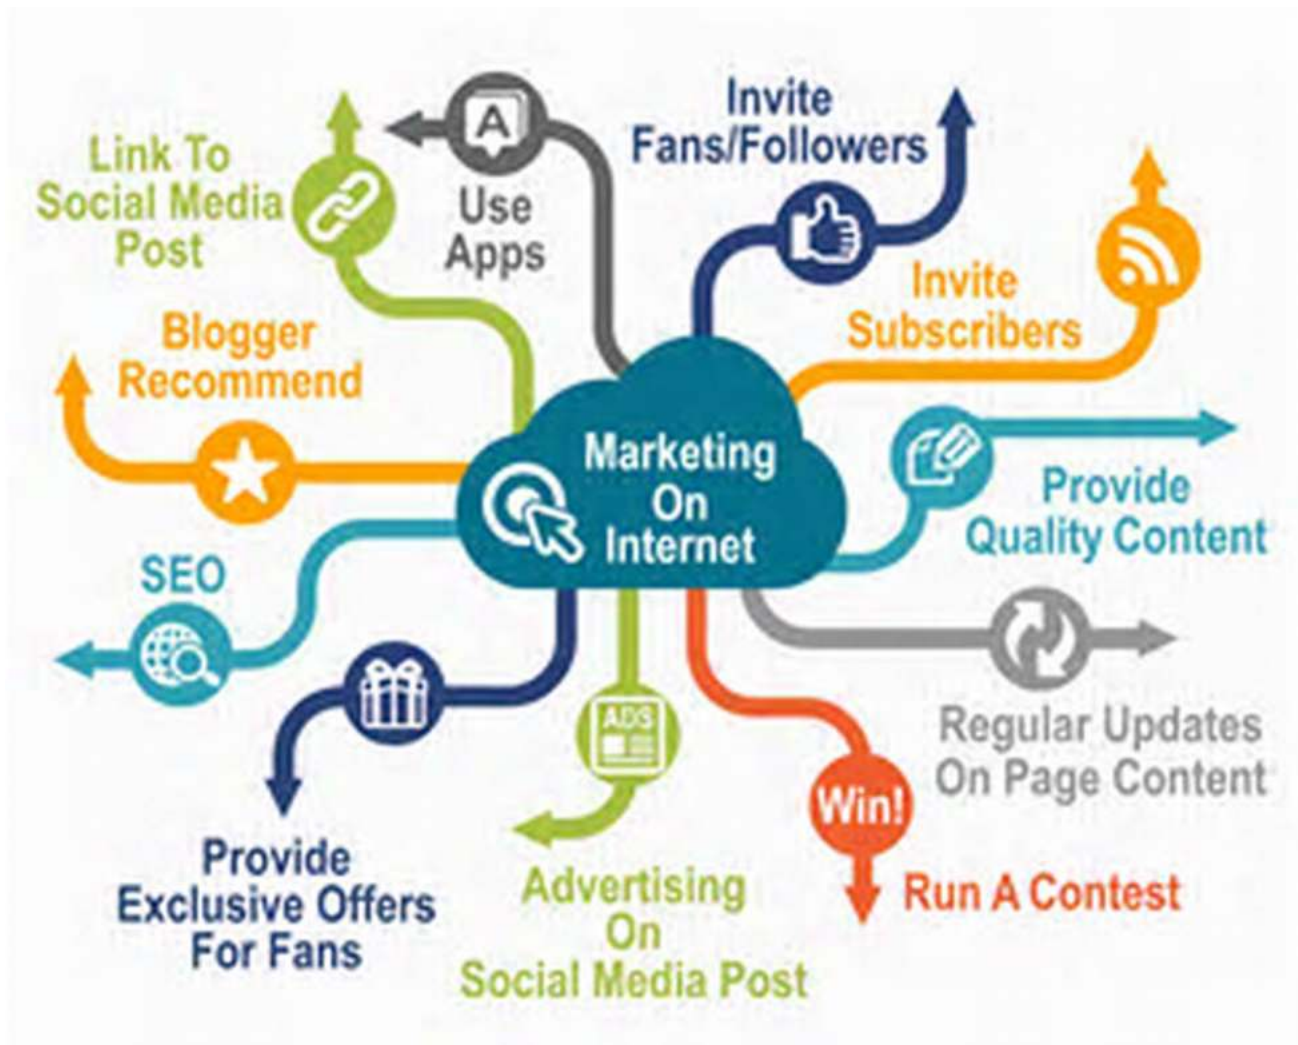 Invite
Fans/Followers
Link To
Social Media
Post
A
Use
Apps
Invite
Subscribers
Blogger
Recommend
Marketing
On
Internet
Provide
Quality Content
SEO
ADS
Regular Updates
On Page Content
Win!
Provide
Exclusive Offers
For Fans
Advertising
On
Social Media Post
Run A Contest